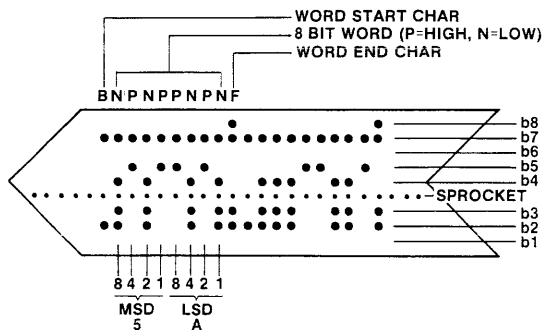 WORD START CHAR
8 BIT WORD (P=HIGH, N=LOW)
WORD END CHAR
BNPNPPNPNF
b8
b7
b6
b5
b4
SPROCKET
b3
b2
b1
8 4 2 1 8 4 2 1
MSD LSD
5 A